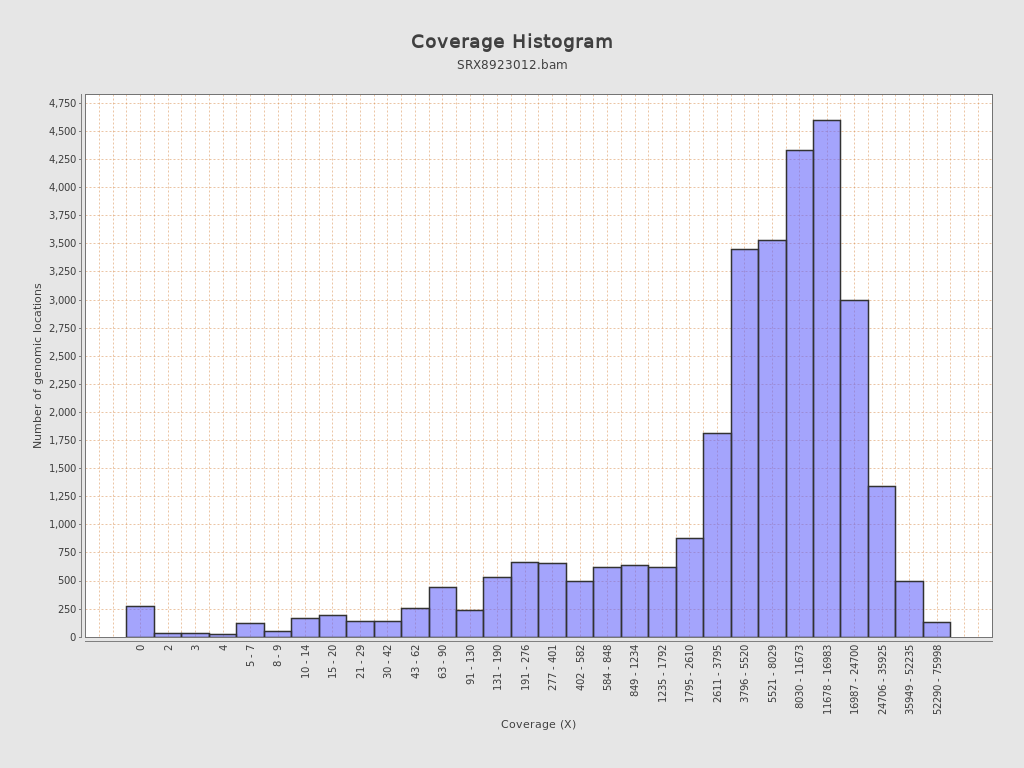 Coverage Histogram
SRX8923012.bam
Number of genomic locations
4,750
4,500
4,250
4,000
3,750
3,500
3,250
3,000
2,750
2,500
2,250
2,000
1,750
1,500
1,250
1,000
750
500
250
0
0
2
3
4
5 - 7
8 - 9
10 - 14
15 - 20
21 - 29
30 - 42
43 - 62
63 - 90
91 - 130
131 - 190
191 - 276
277 - 401
402 - 582
584 - 848
849 - 1234
1235 - 1792
1795 - 2610
2611 - 3795
3796 - 5520
5521 - 8029
8030 - 11673
11678 - 16983
16987 - 24700
24706 - 35925
35949 - 52235
52290 - 75998
Coverage (X)